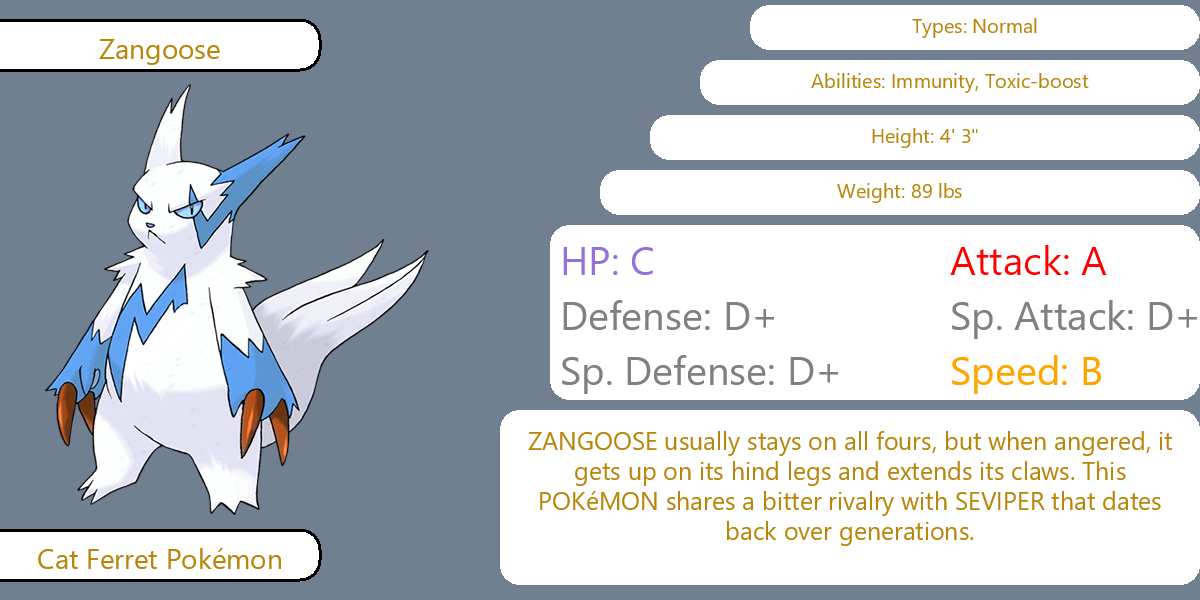 Zangoose
Types: Normal
Abilities: Immunity, Toxic-boost
Height: 4' 3"
Weight: 89 lbs
HP: C
Attack: A
Defense: D+
Sp. Attack: D+
Sp. Defense: D+
Speed: B
ZANGOOSE usually stays on all fours, but when angered, it
gets up on its hind legs and extends its claws. This
POKéMON shares a bitter rivalry with SEVIPER that dates
back over generations.
Cat Ferret Pokémon